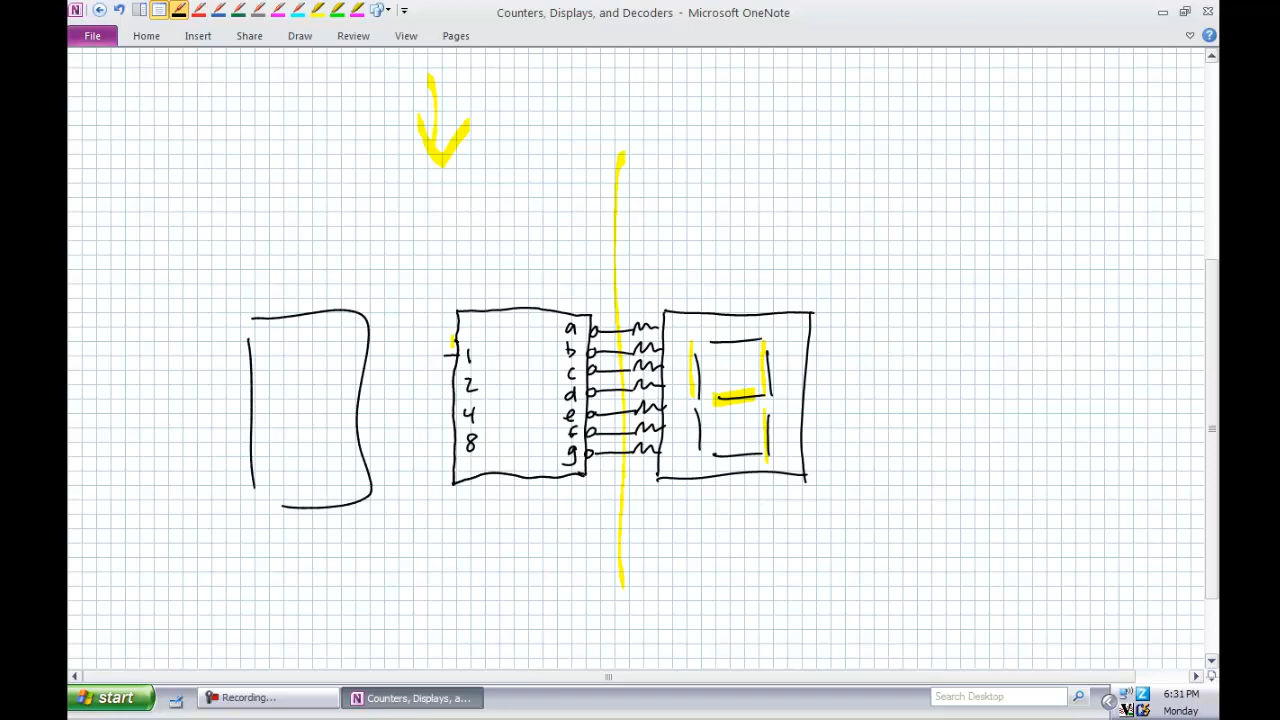 Counters, Displays, and Decoders - Microsoft OneNote
File Home Insert Share Draw Review View Pages
a
b
1
c
2
d
4
e
f
8
g
start
Recording...
Counters, Displays, a...
Search Desktop
6:31 PM
Monday